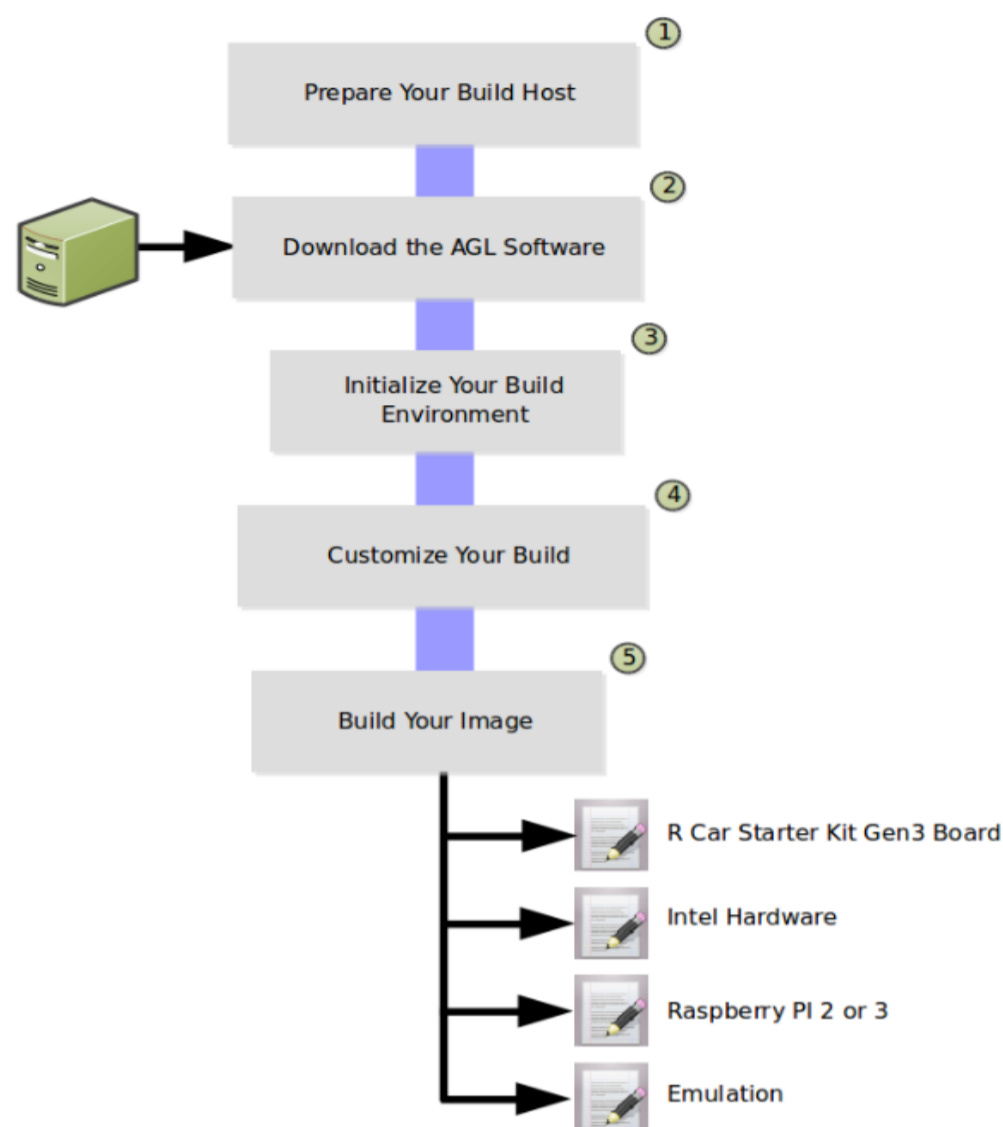 1
Prepare Your Build Host
2
Download the AGL Software
3
Initialize Your Build
Environment
4
Customize Your Build
5
Build Your Image
R Car Starter Kit Gen3 Board
Intel Hardware
Raspberry PI 2 or 3
Emulation